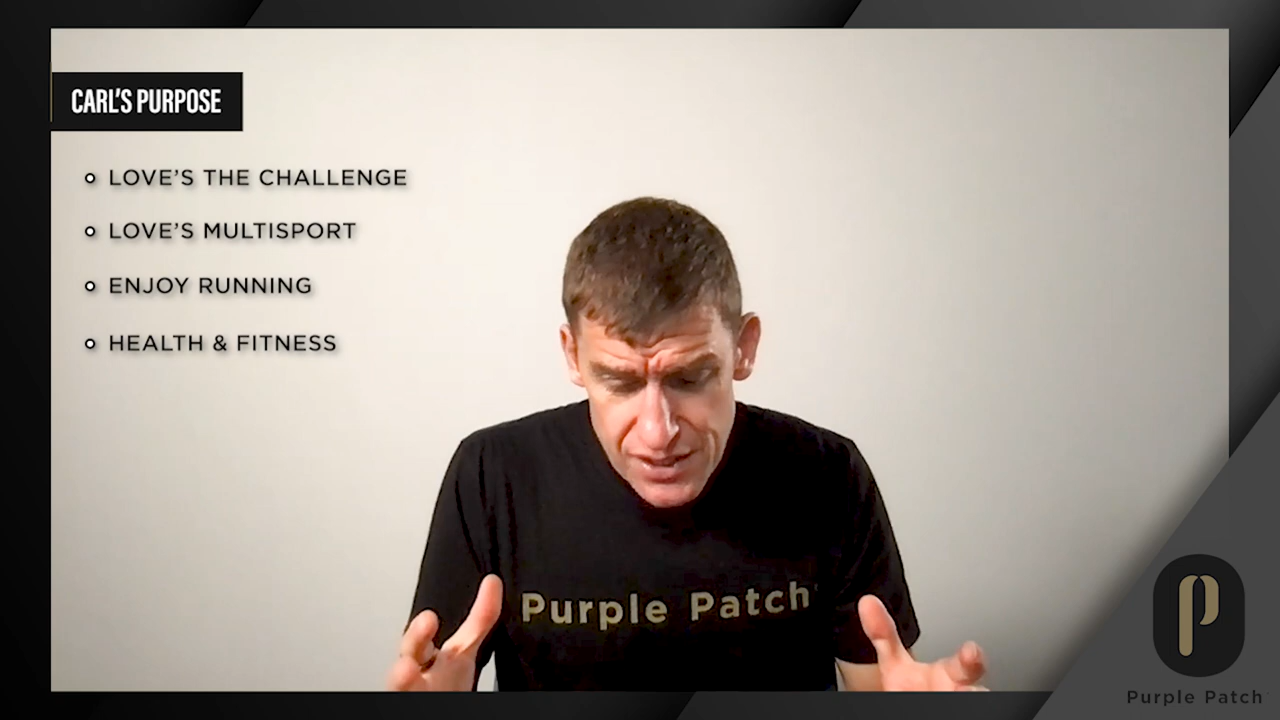 CARL'S PURPOSE
LOVE'S THE CHALLENGE
LOVE'S MULTISPORT
ENJOY RUNNING
HEALTH & FITNESS
Purple Patch
Purple Patch